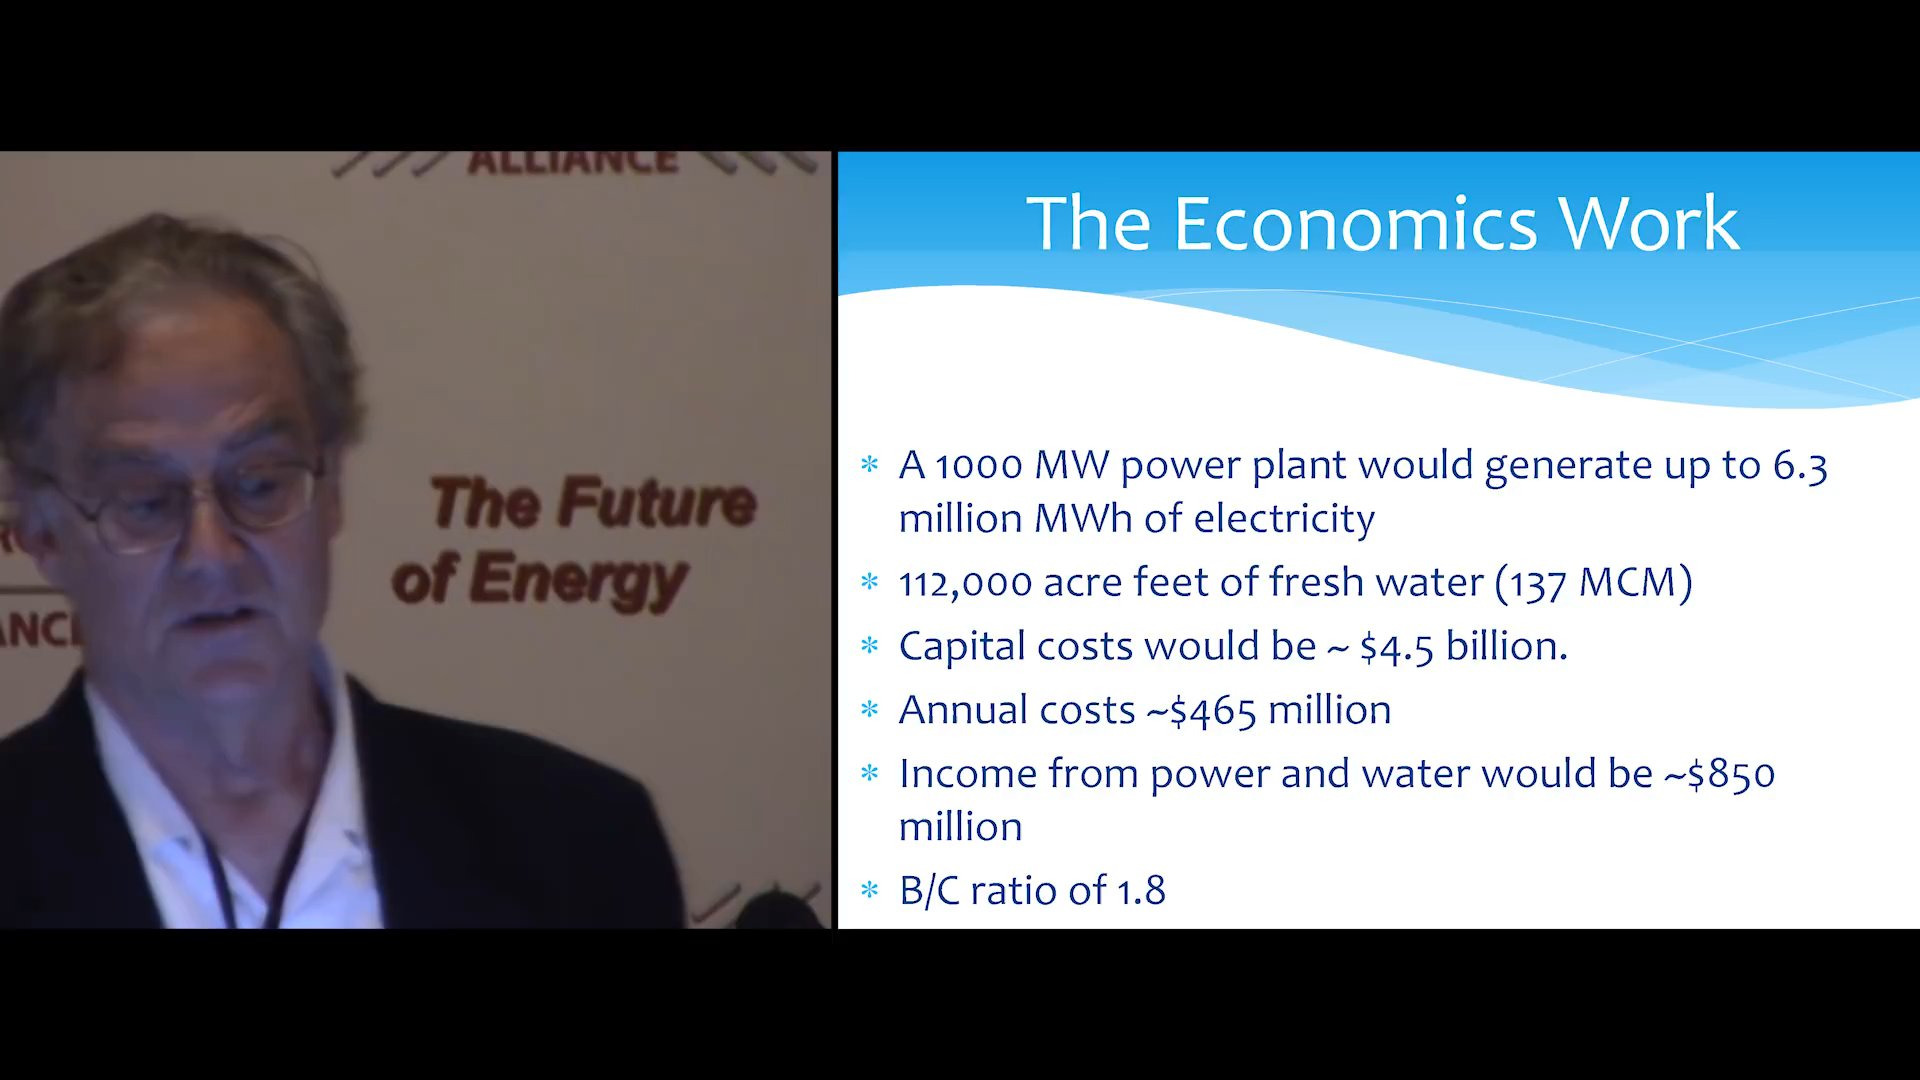 ALLIANCE
The Future
of Energy
The Economics Work
* A 1000 MW power plant would generate up to 6.3
million MWh of electricity
* 112,000 acre feet of fresh water (137 MCM)
* Capital costs would be ~ $4.5 billion.
* Annual costs ~$465 million
* Income from power and water would be ~$850
million
* B/C ratio of 1.8